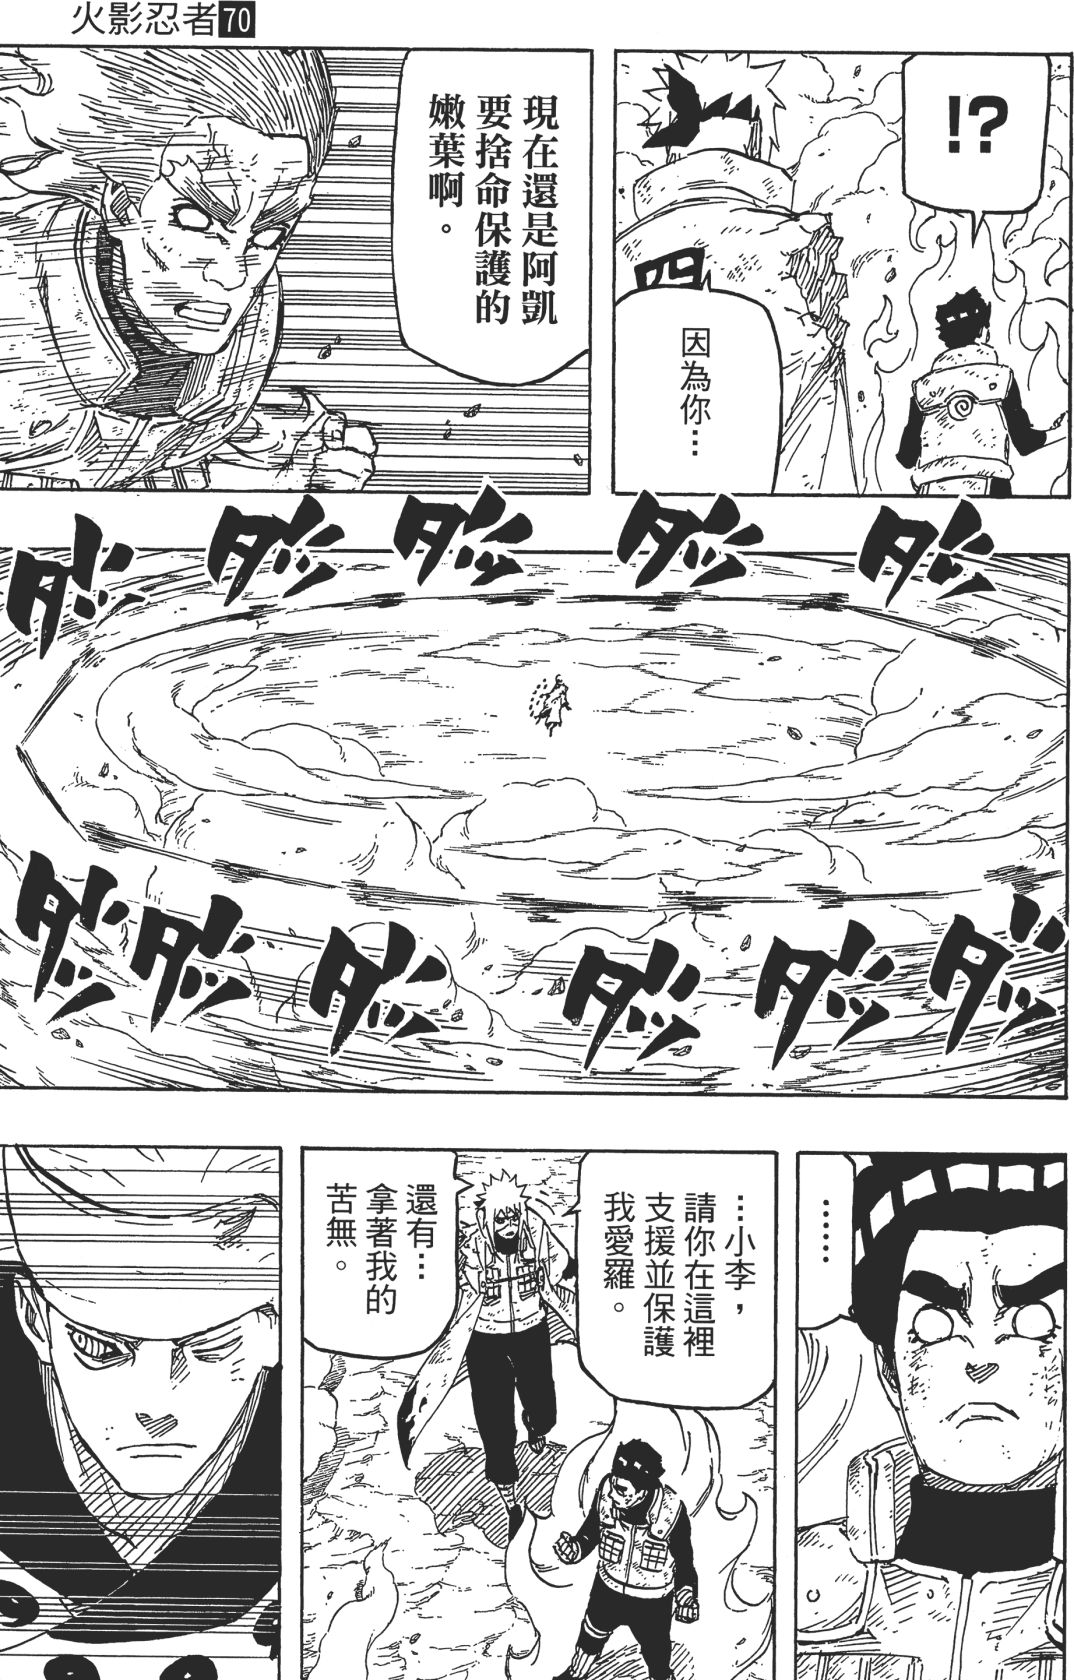 火影忍者70
!?
因為你…
四
現在還是阿凱
要捨命保護的
嫩葉啊。
ダッ
ダッ
ダッ
ダッ
ダッ
ダッ
ダッ
ダッ
ダッ
ダッ
ダッ
……
…小李，
請你在這裡
支援並保護
我愛羅。
還有…
拿著我的
苦無。